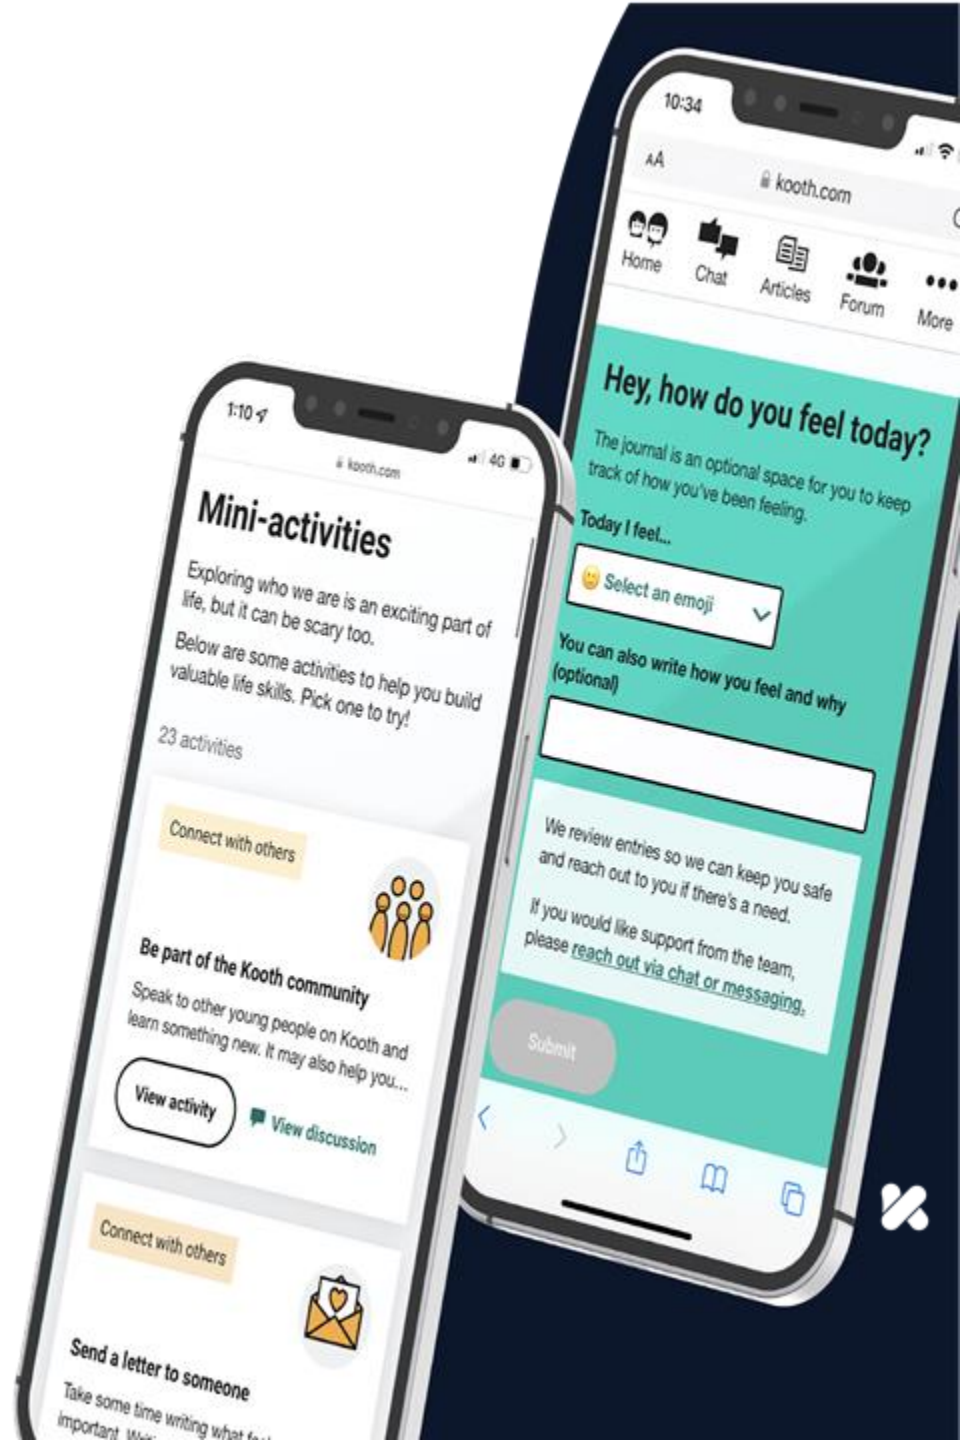 10:34
AA
kooth.com
Home
Chat
Articles
Forum
More
Hey, how do you feel today?
The journal is an optional space for you to keep
track of how you've been feeling.
Today I feel...
Select an emoji
You can also write how you feel and why
(optional)
We review entries so we can keep you safe
and reach out to you if there's a need.
If you would like support from the team,
please reach out via chat or messaging.
Submit
1:10
4G
kooth.com
Mini-activities
Exploring who we are is an exciting part of
life, but it can be scary too.
Below are some activities to help you build
valuable life skills. Pick one to try!
23 activities
Connect with others
Be part of the Kooth community
Speak to other young people on Kooth and
learn something new. It may also help you...
View activity
View discussion
Connect with others
Send a letter to someone
Take some time writing what
important.